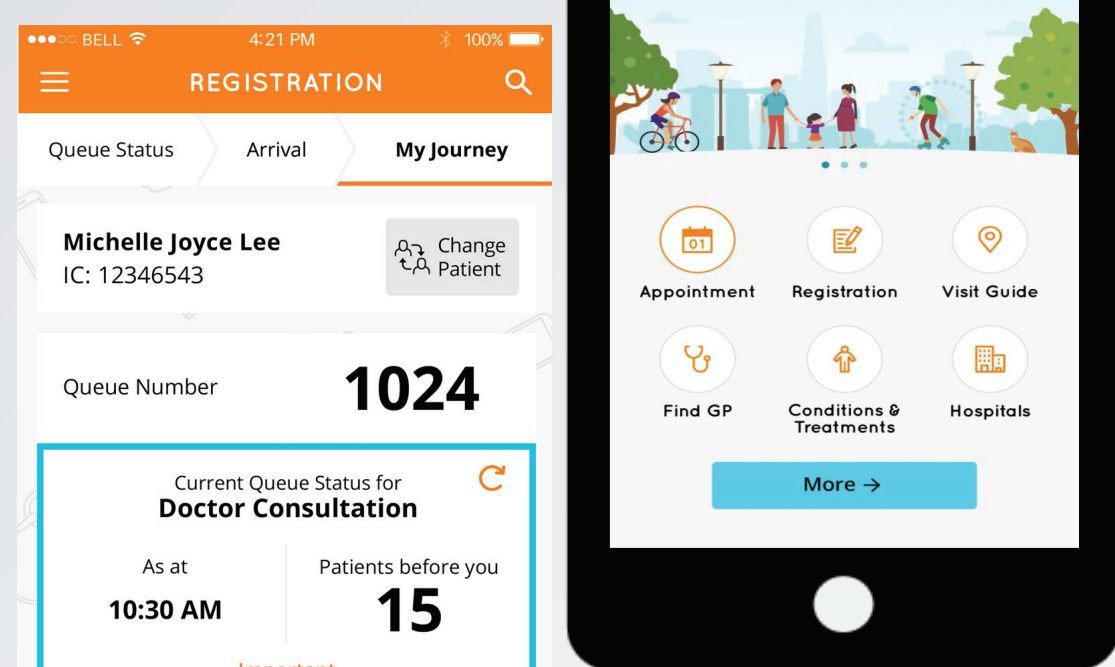 BELL 4:21 PM 100%
REGISTRATION
Queue Status Arrival My Journey
Michelle Joyce Lee
IC: 12346543
Change
Patient
Queue Number 1024
Current Queue Status for
Doctor Consultation
As at Patients before you
10:30 AM 15
Important
01
Appointment Registration Visit Guide
Find GP Conditions & Hospitals
Treatments
More →